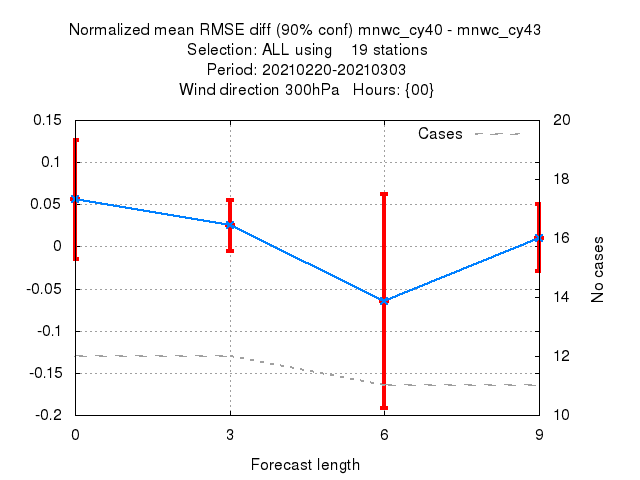 Normalized mean RMSE diff (90% conf) mnwc_cy40 - mnwc_cy43
Selection: ALL using 19 stations
Period: 20210220-20210303
Wind direction 300hPa Hours: {00}
Cases
0.15
0.1
0.05
0
-0.05
-0.1
-0.15
-0.2
20
18
16
14
12
10
No cases
0 3 6 9
Forecast length